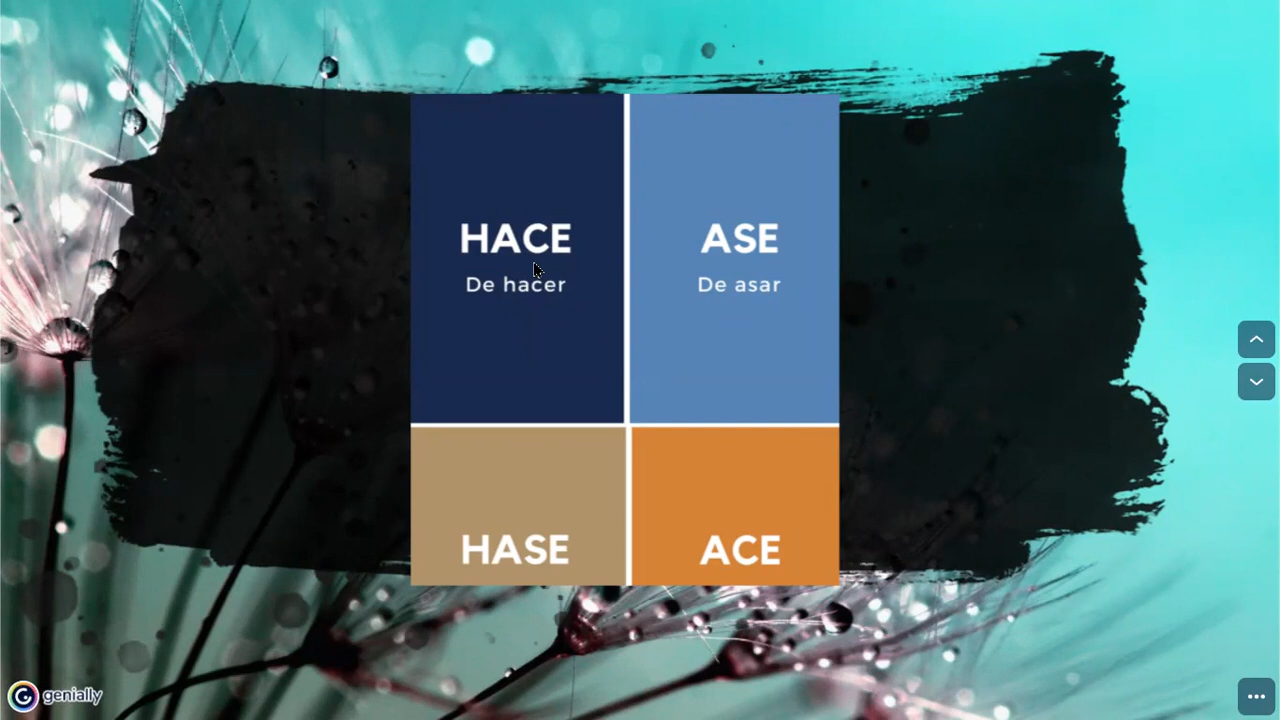 HACE
De hacer
ASE
De asar
HASE
ACE
genially